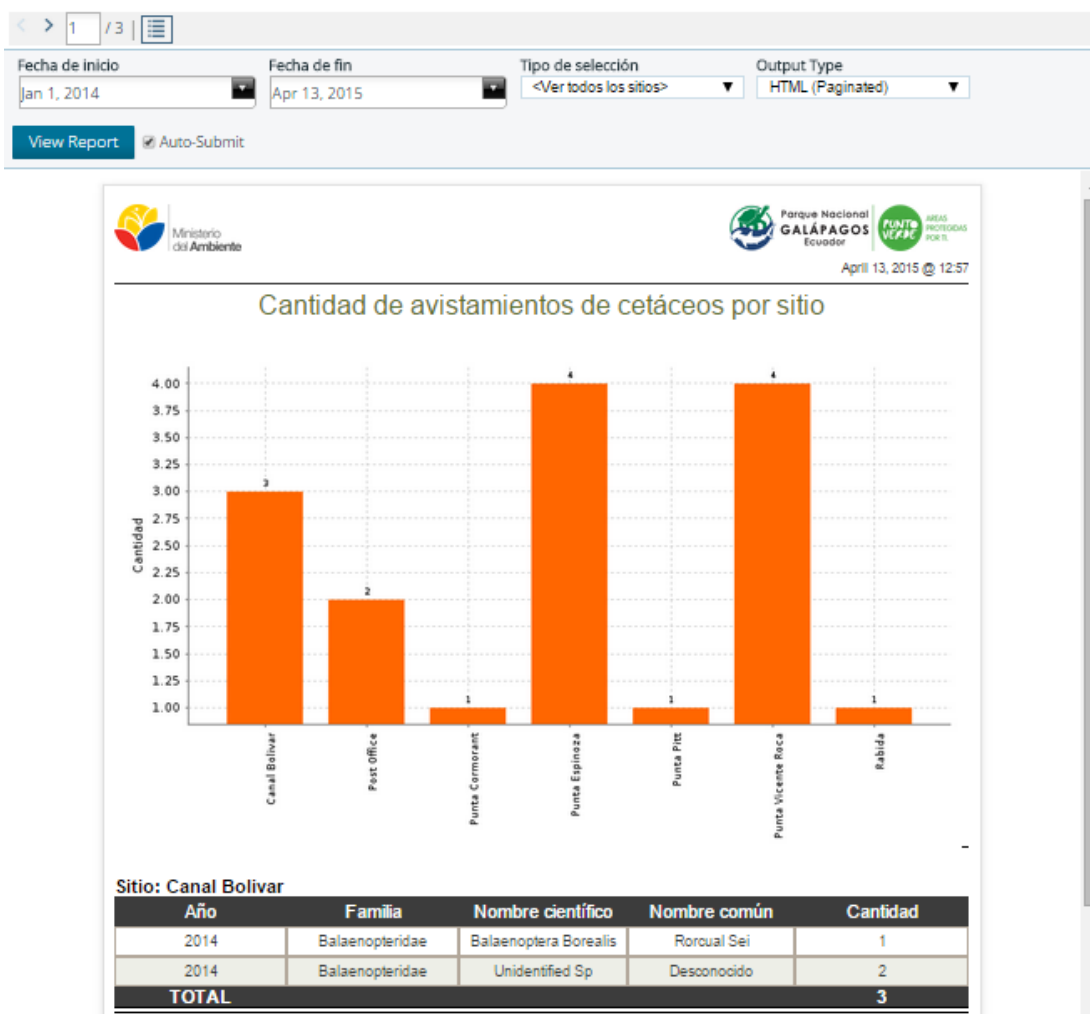 1 / 3 |
Fecha de inicio Fecha de fin Tipo de selección Output Type
Jan 1, 2014 Apr 13, 2015 <Ver todos los sitios> HTML (Paginated)
View Report Auto-Submit
Ministerio
del Ambiente
Parque Nacional
GALÁPAGOS
Ecuador
PUNTO
VERDE
AREAS
PROTEGIDAS
POR TI
April 13, 2015 @ 12:57
Cantidad de avistamientos de cetáceos por sitio
Cantidad
4.00
3.75
3.50
3.25
3.00
2.75
2.50
2.25
2.00
1.75
1.50
1.25
1.00
3 2 1 4 1 4 1
Canal Bolivar
Post Office
Punta Cormorant
Punta Espinoza
Punta Pitt
Punta Vicente Roca
Rabida
Sitio: Canal Bolivar
Año Familia Nombre científico Nombre común Cantidad
2014 Balaenopteridae Balaenoptera Borealis Rorcual Sei 1
2014 Balaenopteridae Unidentified Sp Desconocido 2
TOTAL 3